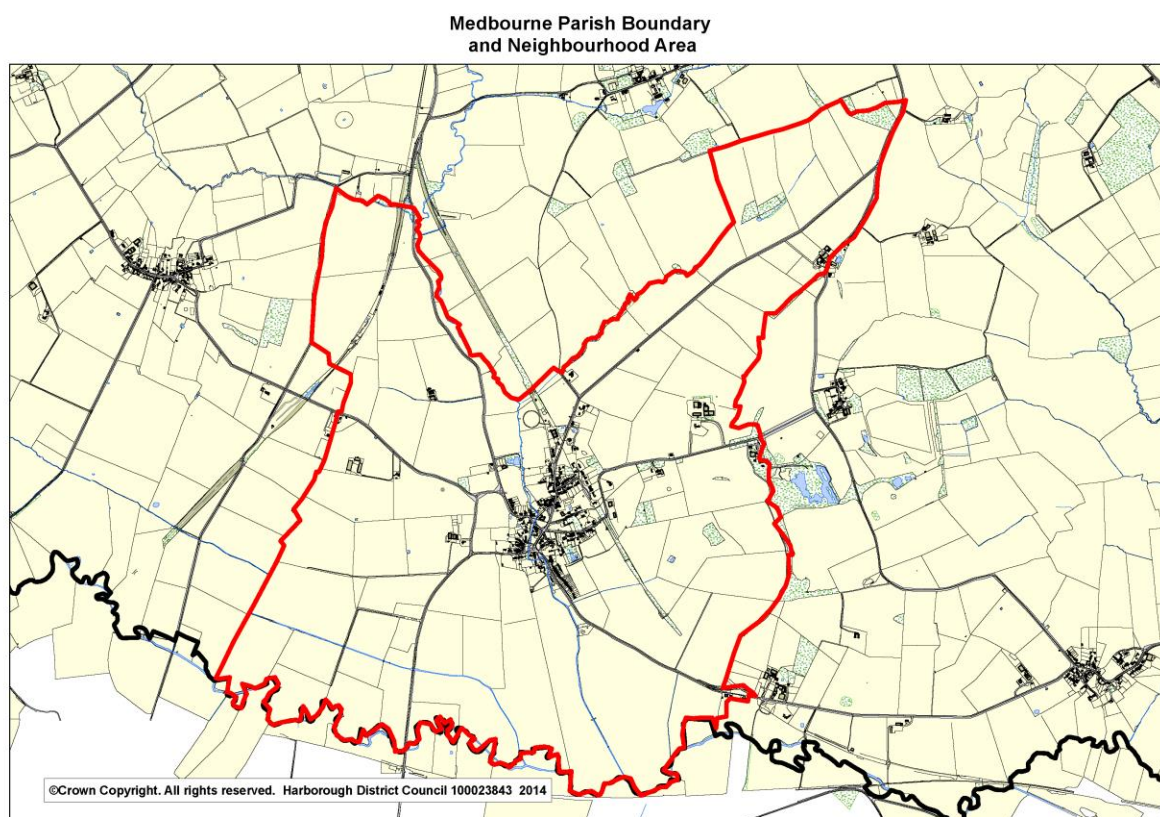 Medbourne Parish Boundary
and Neighbourhood Area
©Crown Copyright. All rights reserved. Harborough District Council 100023843 2014